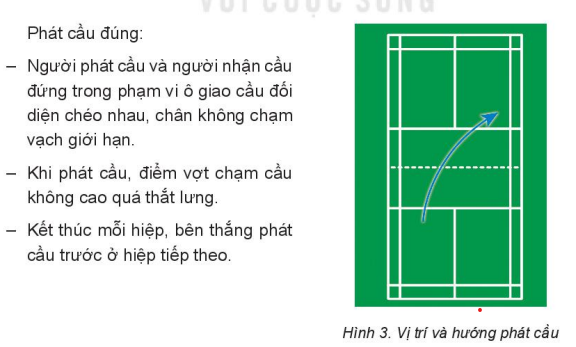 VỚI CUỘC SỐNG
Phát cầu đúng:
– Người phát cầu và người nhận cầu
đứng trong phạm vi ô giao cầu đối
diện chéo nhau, chân không chạm
vạch giới hạn.
– Khi phát cầu, điểm vợt chạm cầu
không cao quá thắt lưng.
– Kết thúc mỗi hiệp, bên thắng phát
cầu trước ở hiệp tiếp theo.
Hình 3. Vị trí và hướng phát cầu